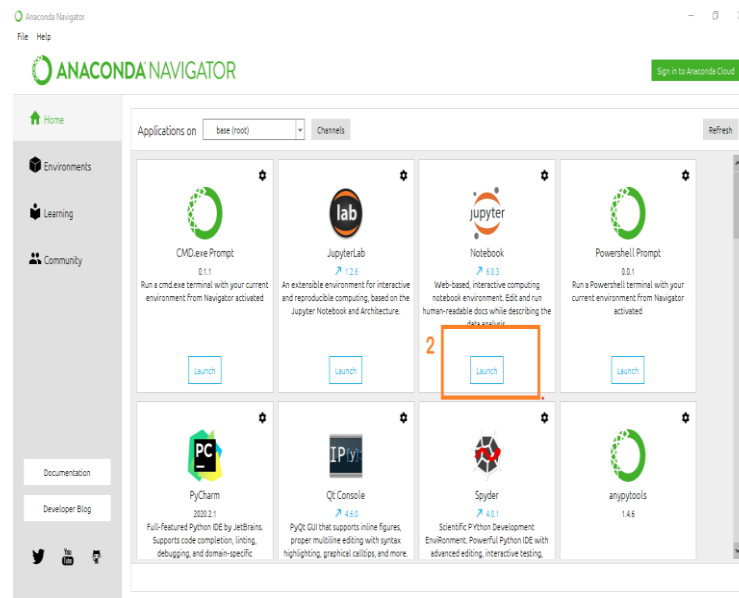 Anaconda Navigator
File Help
ANACONDA NAVIGATOR
Sign in to Anaconda Cloud
Home
Environments
Learning
Community
Documentation
Developer Blog
You
Tube
Applications on base (root) Channels Refresh
CMD.exe Prompt
0.1.1
Run a cmd.exe terminal with your current
environment from Navigator activated
Launch
lab
JupyterLab
1.2.6
An extensible environment for interactive
and reproducible computing, based on the
Jupyter Notebook and Architecture.
Launch
jupyter
Notebook
6.0.3
Web-based, interactive computing
notebook environment. Edit and run
human-readable docs while describing the
data analysis.
2
Launch
Powershell Prompt
0.0.1
Run a Powershell terminal with your
current environment from Navigator
activated
Launch
PC
PyCharm
2020.2.1
Full-featured Python IDE by JetBrains.
Supports code completion, linting,
debugging, and domain-specific
IP[y]:
Qt Console
4.6.0
PyQt GUI that supports inline figures,
proper multiline editing with syntax
highlighting, graphical calltips, and more.
Spyder
4.0.1
Scientific PYthon Development
EnviRonment. Powerful Python IDE with
advanced editing, interactive testing,
anypytools
1.4.6